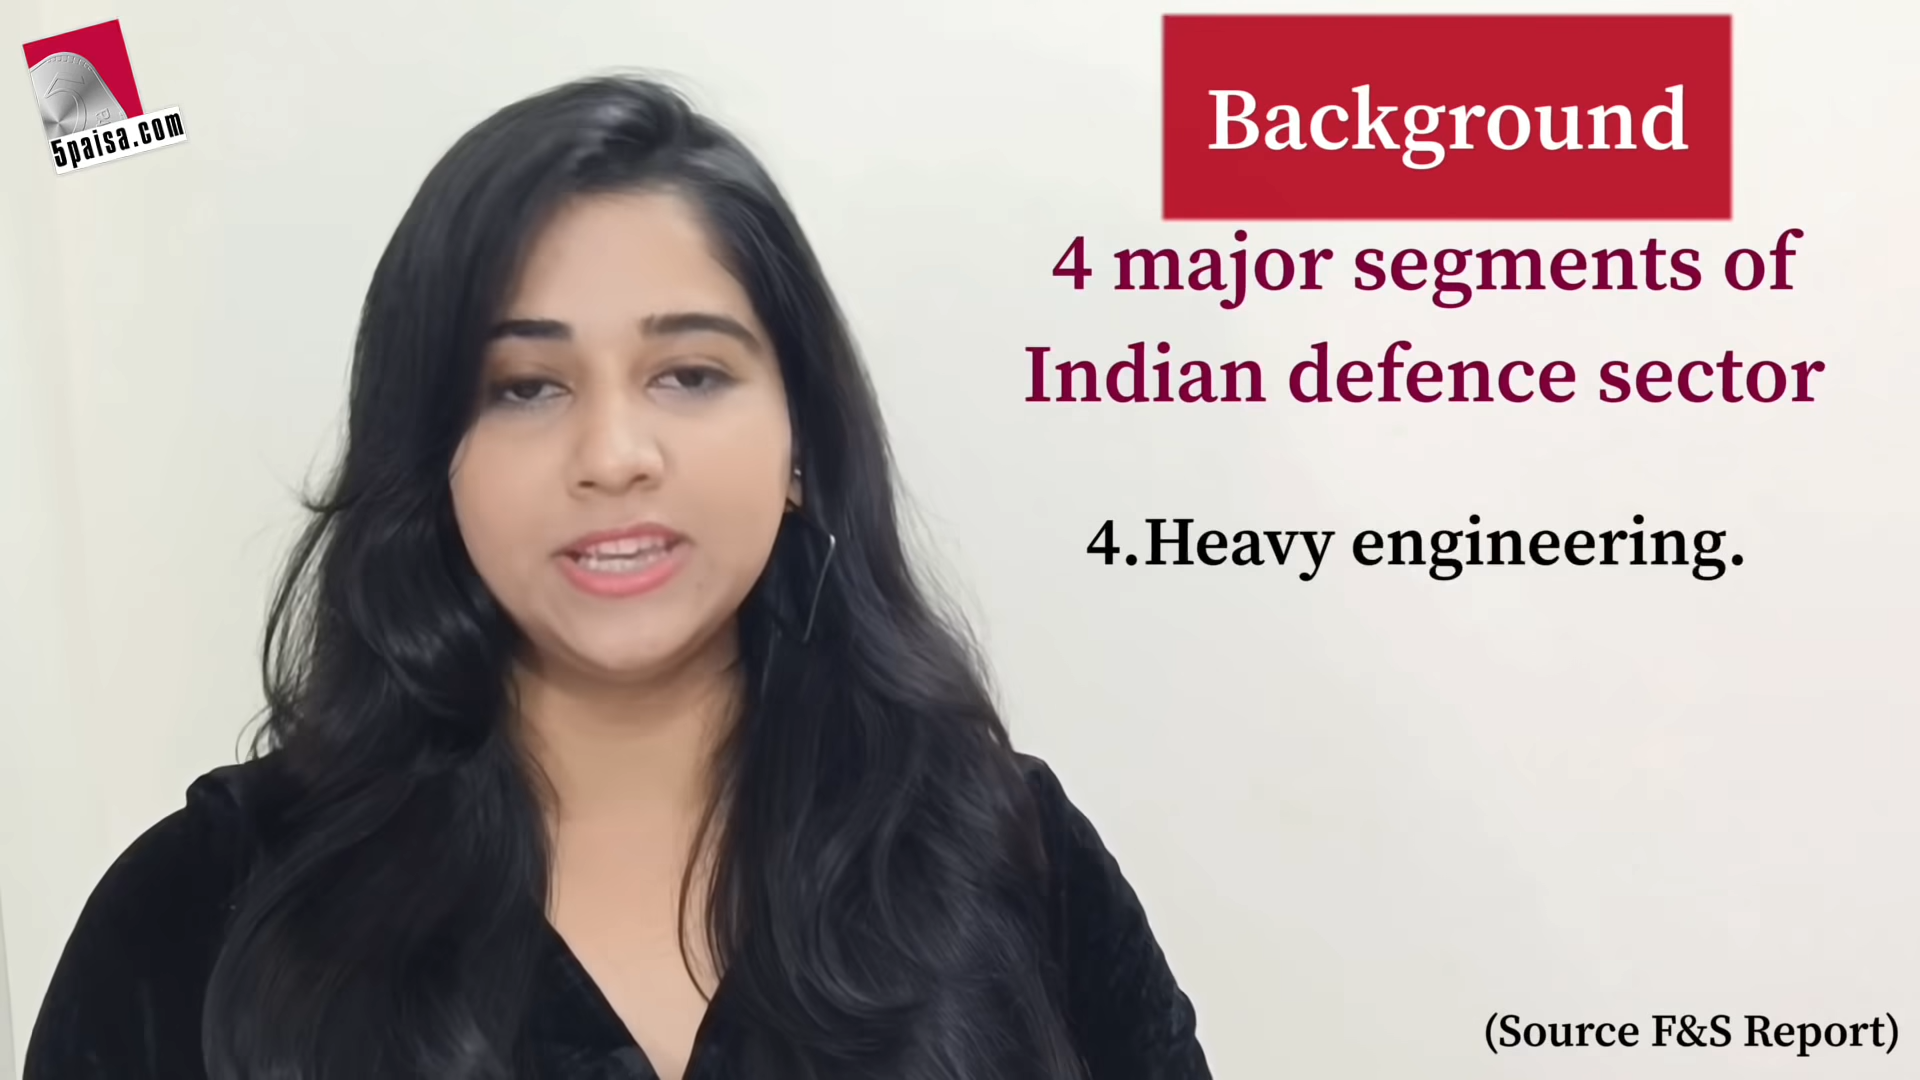 5paisa.com
Background
4 major segments of
Indian defence sector
4.Heavy engineering.
(Source F&S Report)